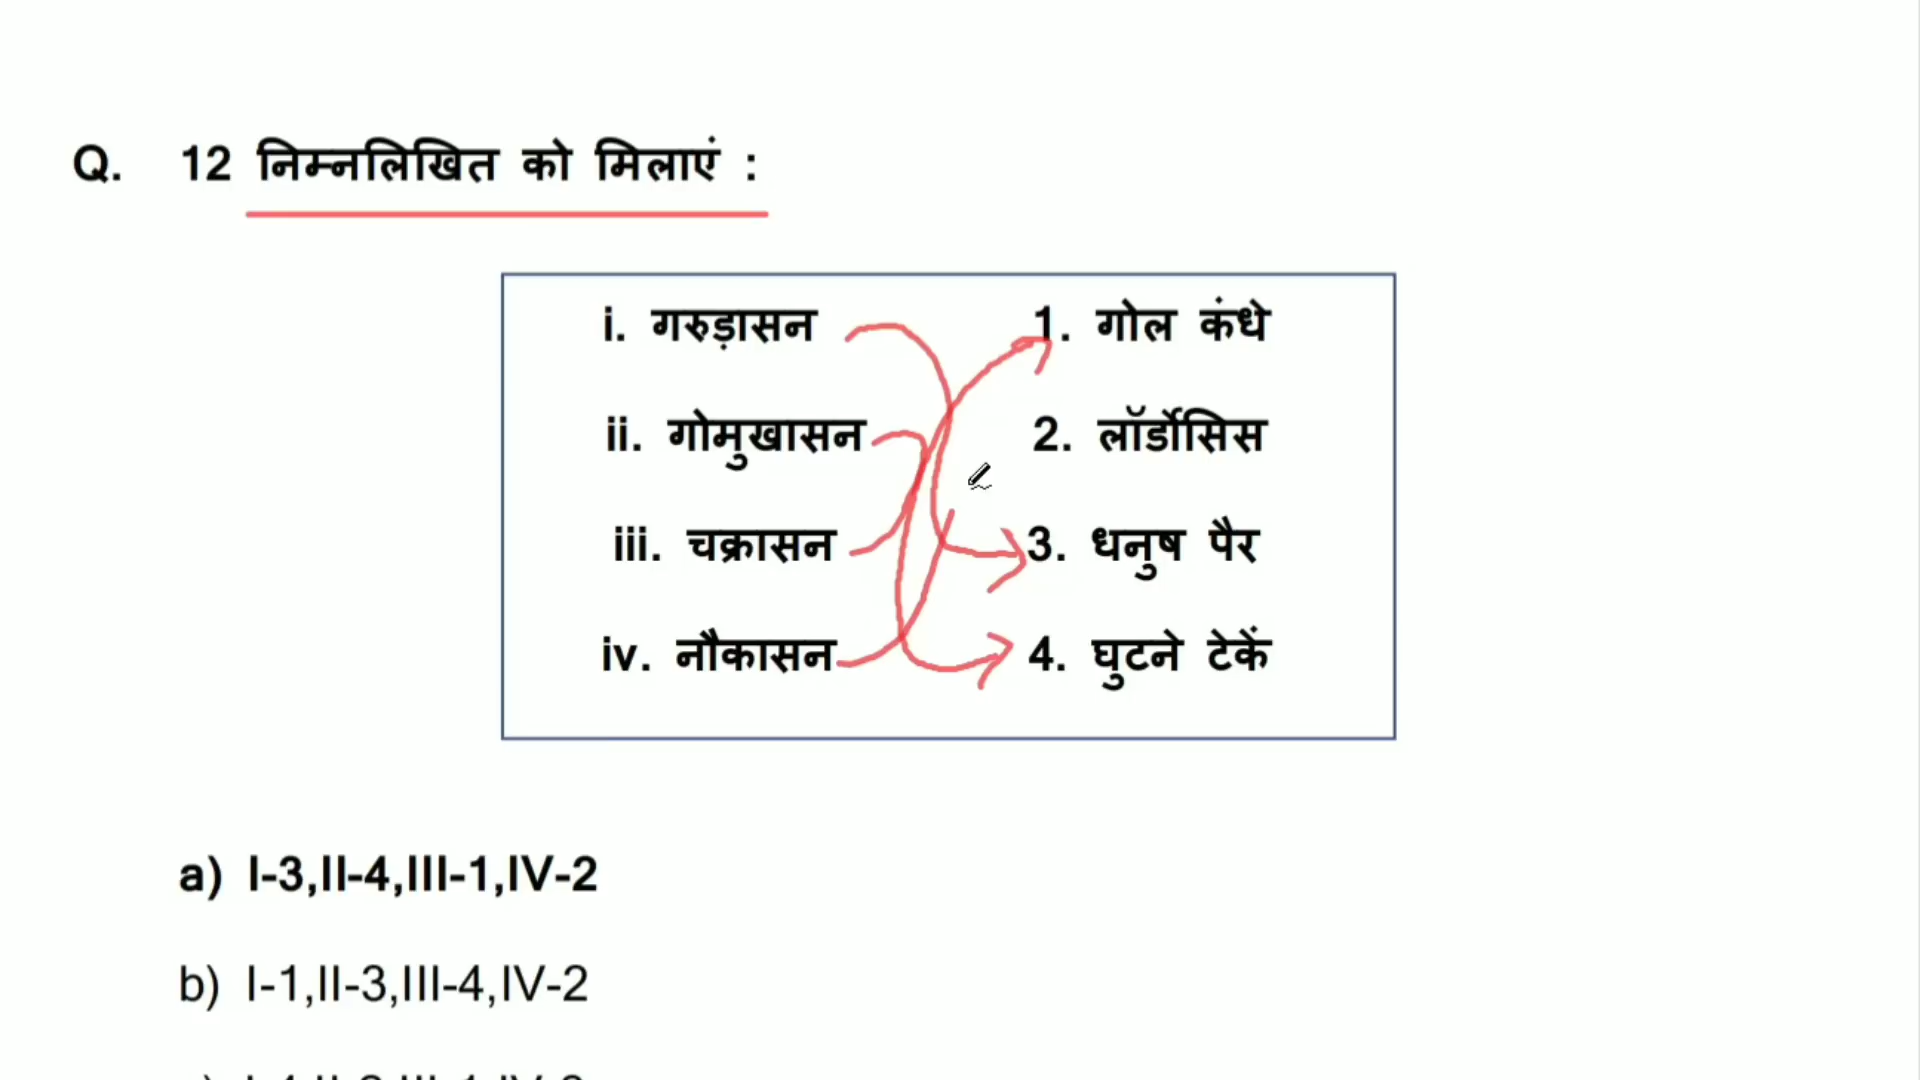 Q. 12 निम्नलिखित को मिलाएं :
i. गरुड़ासन 1. गोल कंधे
ii. गोमुखासन 2. लॉर्डोसिस
iii. चक्रासन 3. धनुष पैर
iv. नौकासन 4. घुटने टेकें
a) I-3,II-4,III-1,IV-2
b) I-1,II-3,III-4,IV-2